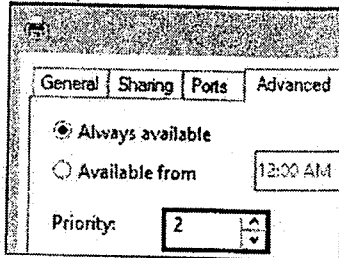 General Sharing Ports Advanced
Always available
Available from 12:00 AM
Priority: 2